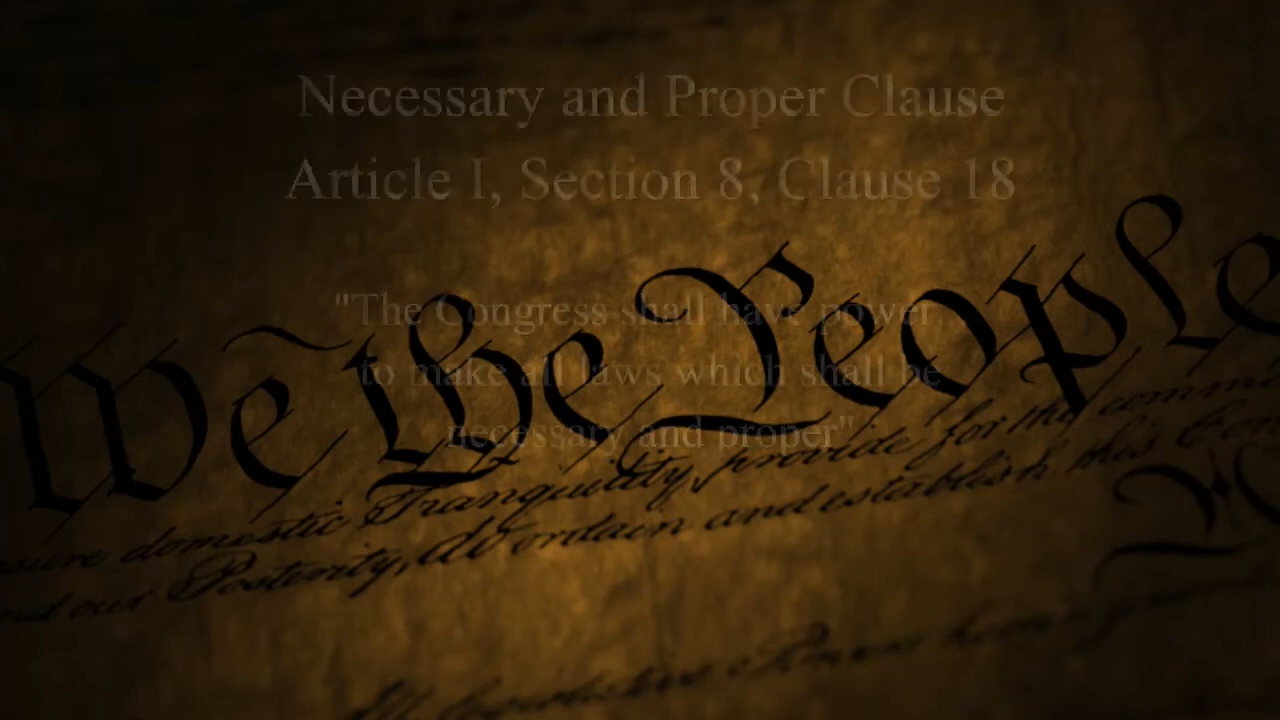 Necessary and Proper Clause
Article I, Section 8, Clause 18
"The Congress shall have power
to make all laws which shall be
necessary and proper"
We the People
domestic Tranquility, provide for the
our Posterity, do ordain and establish this